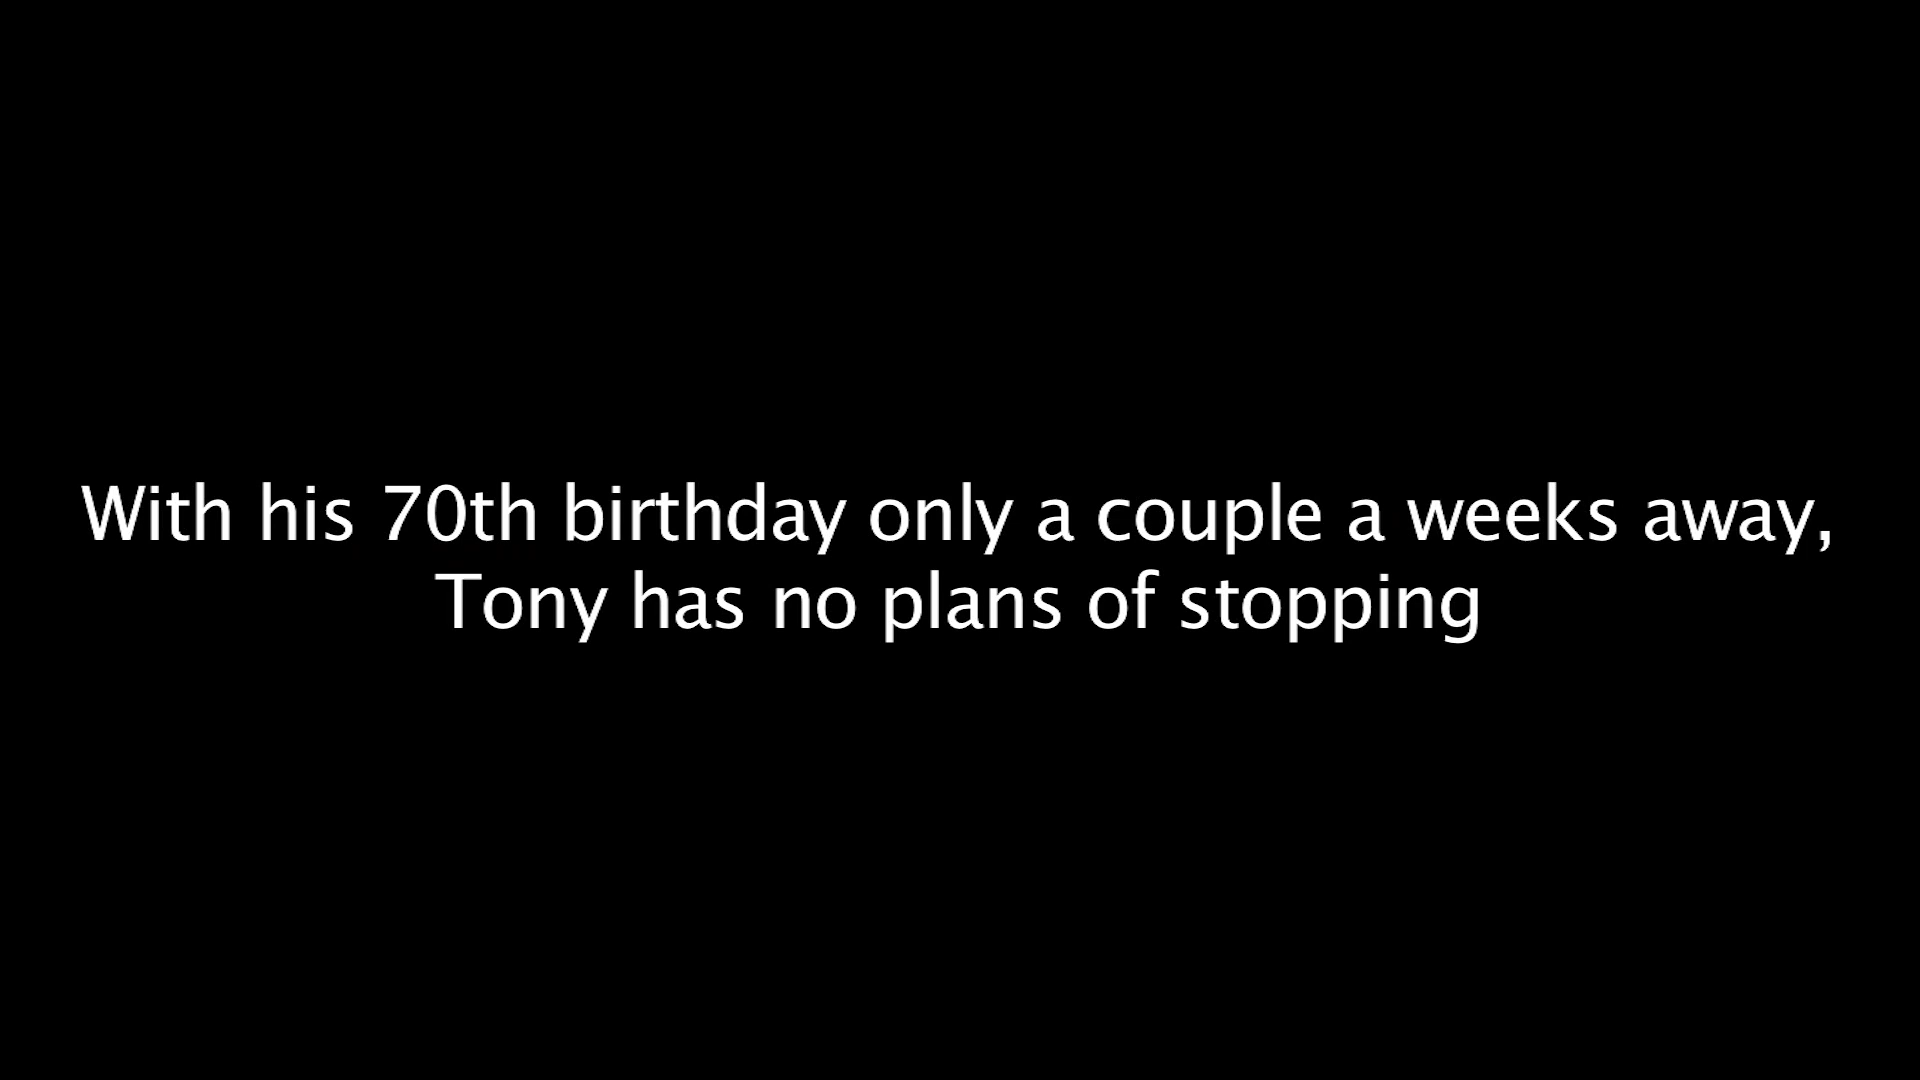 With his 70th birthday only a couple a weeks away,
Tony has no plans of stopping